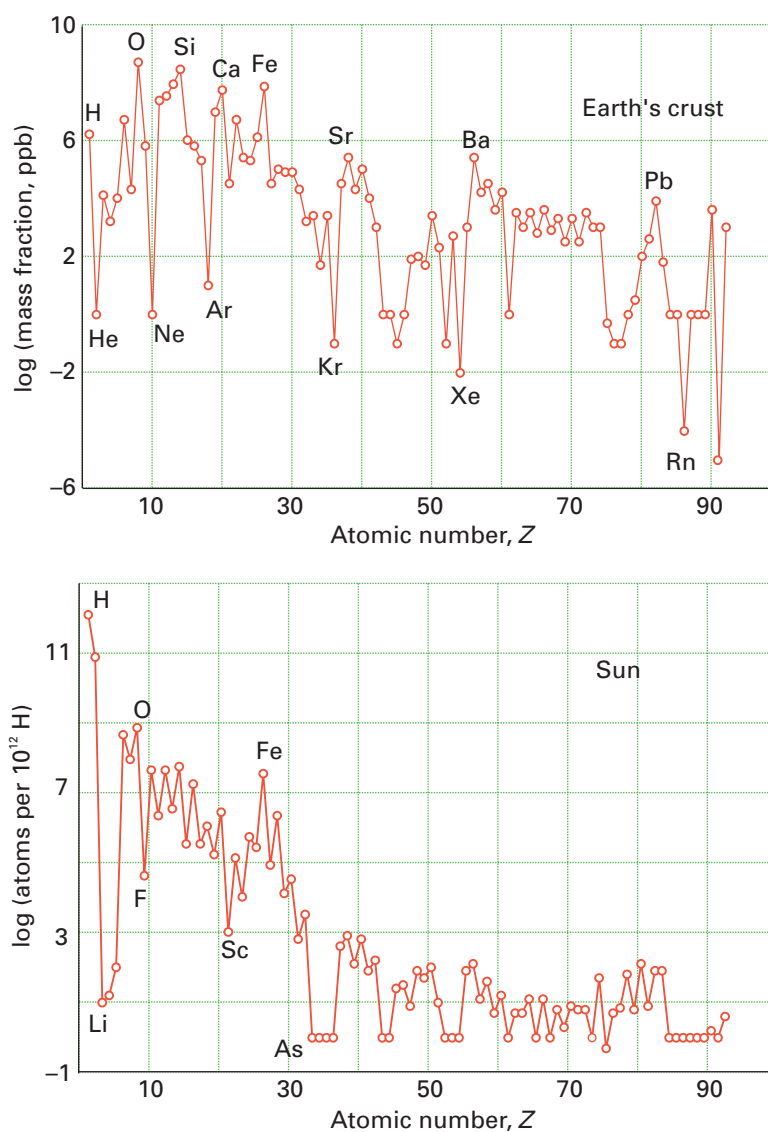 10
O
Si
Ca
Fe
H
Earth's crust
6
Sr
Ba
Pb
2
He
Ne
Ar
Kr
Xe
Rn
−2
−6
log (mass fraction, ppb)
10
30
50
70
90
Atomic number, Z
H
11
Sun
O
Fe
7
F
Sc
3
Li
As
−1
log (atoms per 10¹² H)
10
30
50
70
90
Atomic number, Z